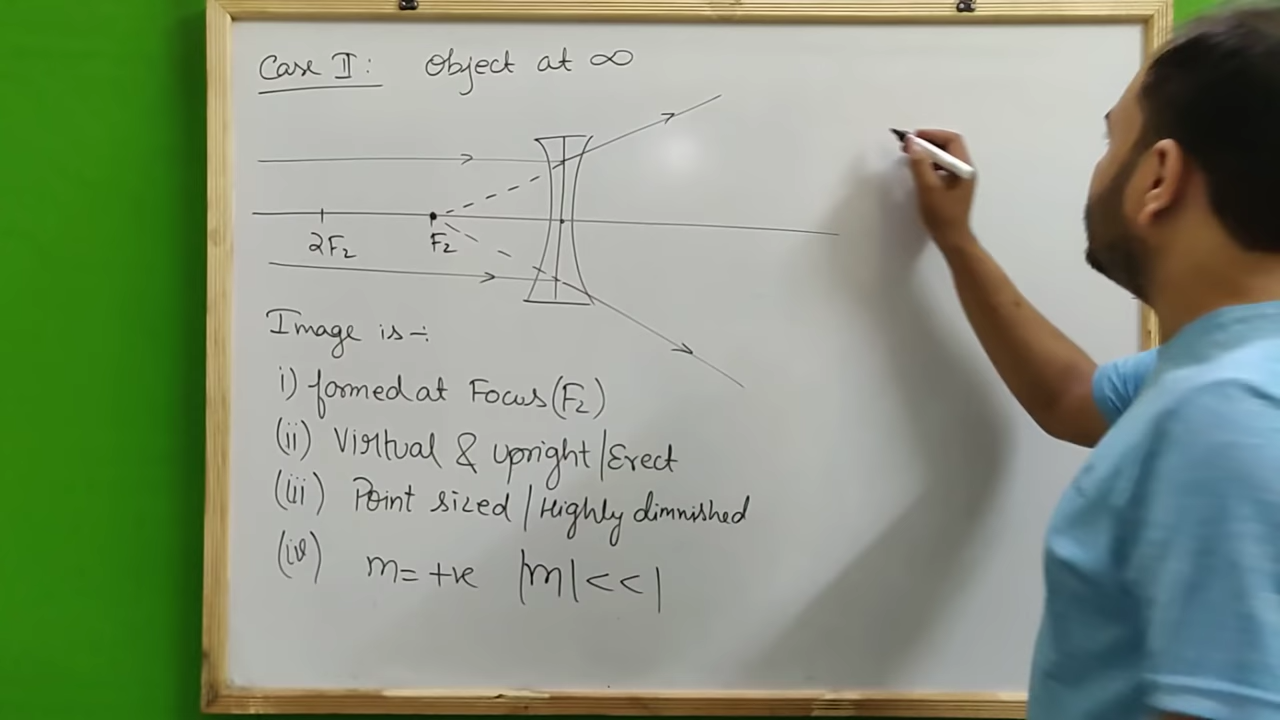 Case II: Object at ∞
2F₂ F₂
Image is ÷
i) formed at Focus (F₂)
(ii) Virtual & upright/Erect
(iii) Point sized / Highly dimnished
(iv) m = +ve |m| << 1